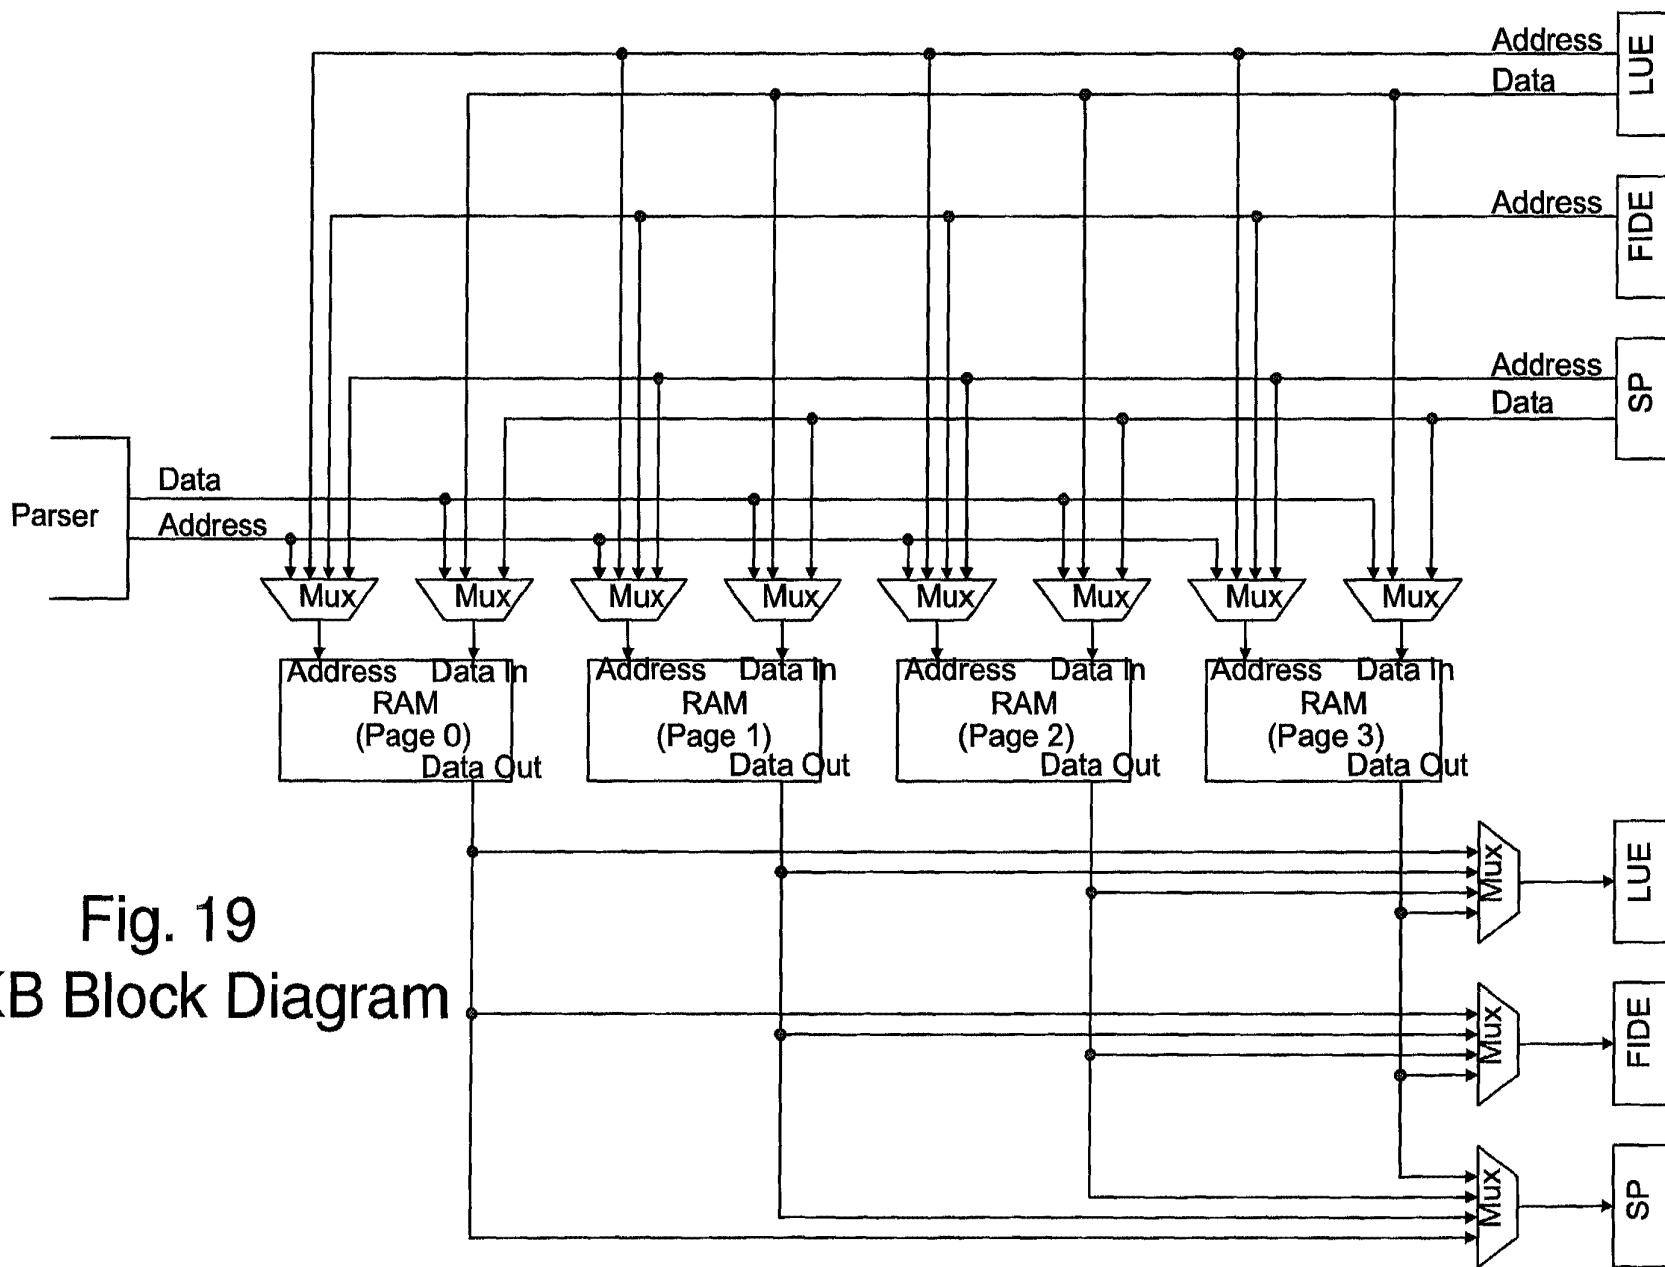 Address
LUE
Data
Address
FIDE
Address
SP
Data
Data
Parser
Address
Mux Mux Mux Mux Mux Mux Mux Mux
Address Data In Address Data In Address Data In Address Data In
RAM RAM RAM RAM
(Page 0) (Page 1) (Page 2) (Page 3)
Data Out Data Out Data Out Data Out
Mux LUE
Fig. 19
B Block Diagram
Mux FIDE
Mux SP